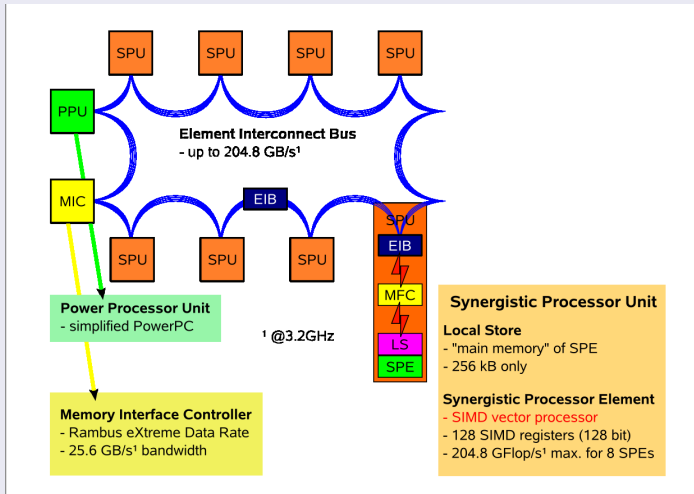 SPU
SPU
SPU
SPU
PPU
Element Interconnect Bus
- up to 204.8 GB/s¹
MIC
EIB
SPU
SPU
SPU
SPU
EIB
MFC
LS
SPE
Power Processor Unit
- simplified PowerPC
¹ @3.2GHz
Memory Interface Controller
- Rambus eXtreme Data Rate
- 25.6 GB/s¹ bandwidth
Synergistic Processor Unit
Local Store
- "main memory" of SPE
- 256 kB only
Synergistic Processor Element
- SIMD vector processor
- 128 SIMD registers (128 bit)
- 204.8 GFlop/s¹ max. for 8 SPEs